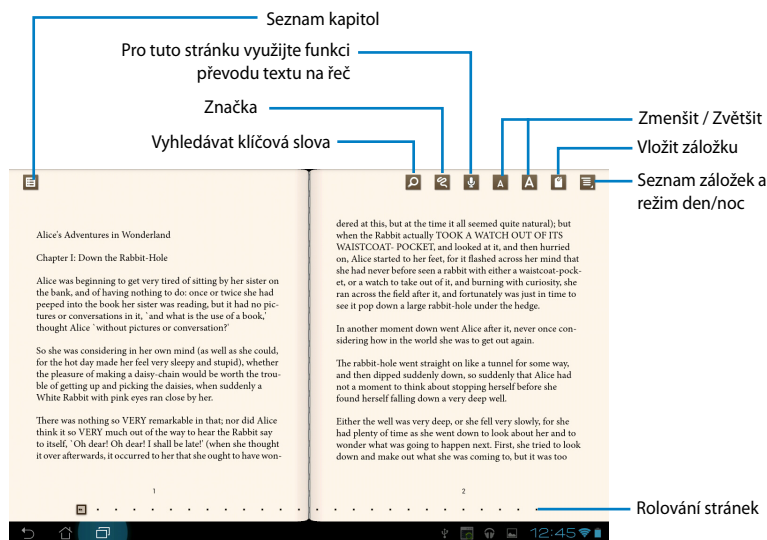 Seznam kapitol
Pro tuto stránku využijte funkci
převodu textu na řeč
Značka
Vyhledávat klíčová slova
Zmenšit / Zvětšit
Vložit záložku
Seznam záložek a
režim den/noc
A
A
Alice's Adventures in Wonderland
Chapter I: Down the Rabbit-Hole
Alice was beginning to get very tired of sitting by her sister on
the bank, and of having nothing to do: once or twice she had
peeped into the book her sister was reading, but it had no pic-
tures or conversations in it, `and what is the use of a book,'
thought Alice `without pictures or conversation?'
So she was considering in her own mind (as well as she could,
for the hot day made her feel very sleepy and stupid), whether
the pleasure of making a daisy-chain would be worth the trou-
ble of getting up and picking the daisies, when suddenly a
White Rabbit with pink eyes ran close by her.
There was nothing so VERY remarkable in that; nor did Alice
think it so VERY much out of the way to hear the Rabbit say
to itself, `Oh dear! Oh dear! I shall be late!' (when she thought
it over afterwards, it occurred to her that she ought to have won-
1
dered at this, but at the time it all seemed quite natural); but
when the Rabbit actually TOOK A WATCH OUT OF ITS
WAISTCOAT- POCKET, and looked at it, and then hurried
on, Alice started to her feet, for it flashed across her mind that
she had never before seen a rabbit with either a waistcoat-pock-
et, or a watch to take out of it, and burning with curiosity, she
ran across the field after it, and fortunately was just in time to
see it pop down a large rabbit-hole under the hedge.
In another moment down went Alice after it, never once con-
sidering how in the world she was to get out again.
The rabbit-hole went straight on like a tunnel for some way,
and then dipped suddenly down, so suddenly that Alice had
not a moment to think about stopping herself before she
found herself falling down a very deep well.
Either the well was very deep, or she fell very slowly, for she
had plenty of time as she went down to look about her and to
wonder what was going to happen next. First, she tried to look
down and make out what she was coming to, but it was too
2
Rolování stránek
12:45